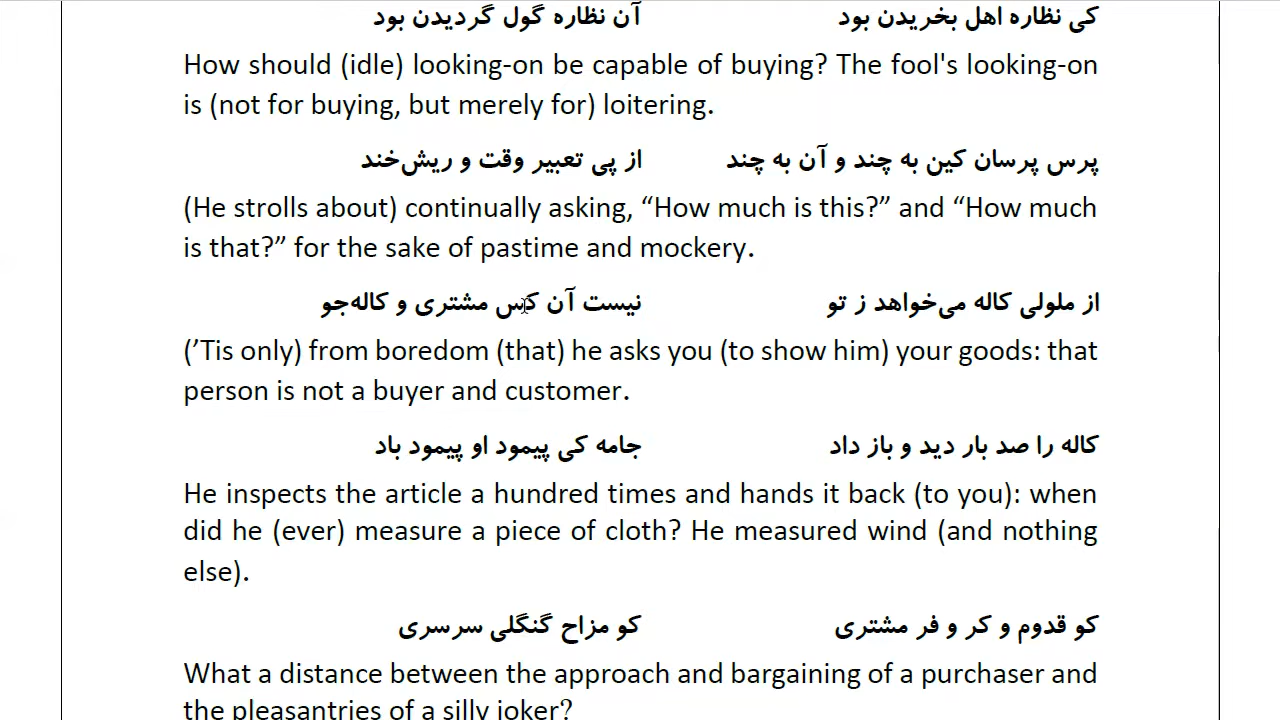 کی نظاره اهل بخریدن بود آن نظاره گول گردیدن بود
How should (idle) looking-on be capable of buying? The fool's looking-on
is (not for buying, but merely for) loitering.
پرس پرسان کین به چند و آن به چند از پی تعبیر وقت و ریش‌خند
(He strolls about) continually asking, “How much is this?” and “How much
is that?” for the sake of pastime and mockery.
از ملولی کاله می‌خواهد ز تو نیست آن کس مشتری و کاله‌جو
(’Tis only) from boredom (that) he asks you (to show him) your goods: that
person is not a buyer and customer.
کاله را صد بار دید و باز داد جامه کی پیمود او پیمود باد
He inspects the article a hundred times and hands it back (to you): when
did he (ever) measure a piece of cloth? He measured wind (and nothing
else).
کو قدوم و کر و فر مشتری کو مزاح گنگلی سرسری
What a distance between the approach and bargaining of a purchaser and
the pleasantries of a silly joker?